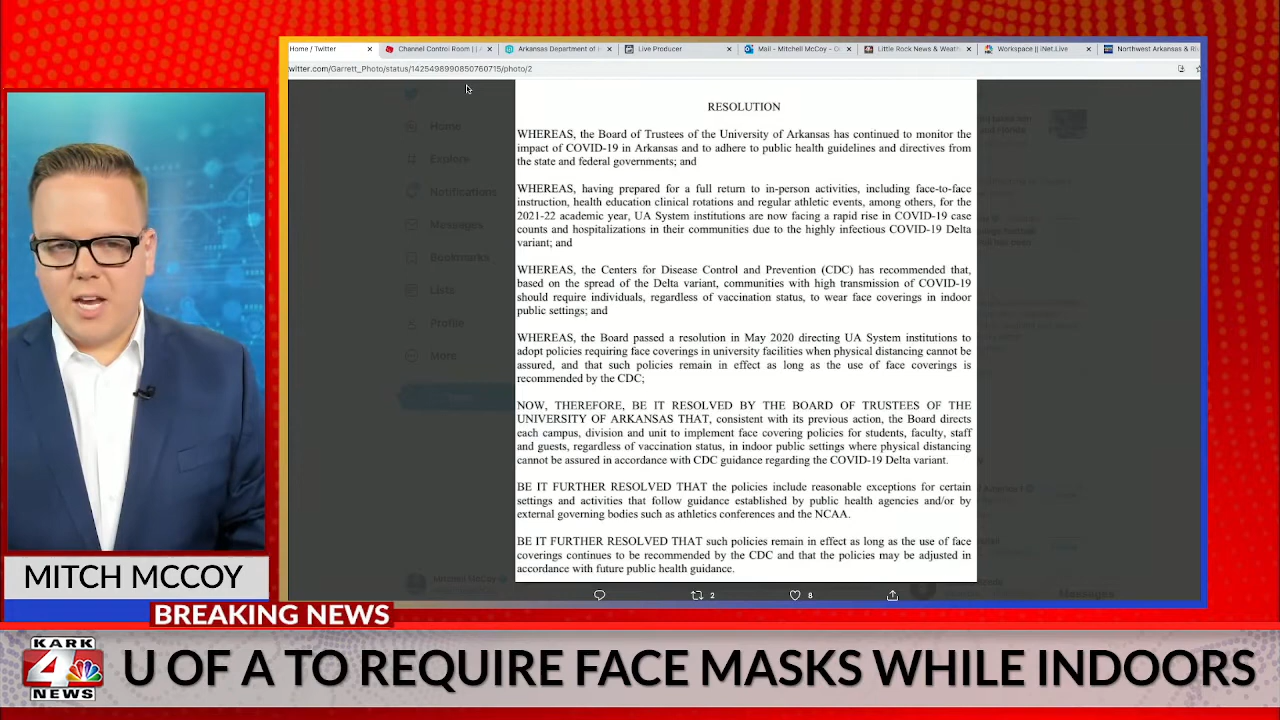 Home / Twitter
Channel Control Room || A
Arkansas Department of
Live Producer
Mail - Mitchell McCoy - O
Little Rock News & Weath
Workspace || iNet.Live
Northwest Arkansas & Ri
witter.com/Garrett_Photo/status/1425498990850760715/photo/2
Home
Explore
Notifications
Messages
Bookmarks
Lists
Profile
More
Mitchell McCoy
RESOLUTION
WHEREAS, the Board of Trustees of the University of Arkansas has continued to monitor the
impact of COVID-19 in Arkansas and to adhere to public health guidelines and directives from
the state and federal governments; and
WHEREAS, having prepared for a full return to in-person activities, including face-to-face
instruction, health education clinical rotations and regular athletic events, among others, for the
2021-22 academic year, UA System institutions are now facing a rapid rise in COVID-19 case
counts and hospitalizations in their communities due to the highly infectious COVID-19 Delta
variant; and
WHEREAS, the Centers for Disease Control and Prevention (CDC) has recommended that,
based on the spread of the Delta variant, communities with high transmission of COVID-19
should require individuals, regardless of vaccination status, to wear face coverings in indoor
public settings; and
WHEREAS, the Board passed a resolution in May 2020 directing UA System institutions to
adopt policies requiring face coverings in university facilities when physical distancing cannot be
assured, and that such policies remain in effect as long as the use of face coverings is
recommended by the CDC;
NOW, THEREFORE, BE IT RESOLVED BY THE BOARD OF TRUSTEES OF THE
UNIVERSITY OF ARKANSAS THAT, consistent with its previous action, the Board directs
each campus, division and unit to implement face covering policies for students, faculty, staff
and guests, regardless of vaccination status, in indoor public settings where physical distancing
cannot be assured in accordance with CDC guidance regarding the COVID-19 Delta variant.
BE IT FURTHER RESOLVED THAT the policies include reasonable exceptions for certain
settings and activities that follow guidance established by public health agencies and/or by
external governing bodies such as athletics conferences and the NCAA.
BE IT FURTHER RESOLVED THAT such policies remain in effect as long as the use of face
coverings continues to be recommended by the CDC and that the policies may be adjusted in
accordance with future public health guidance.
2
8
Messages
MITCH MCCOY
BREAKING NEWS
KARK
4
NEWS
U OF A TO REQUIRE FACE MASKS WHILE INDOORS